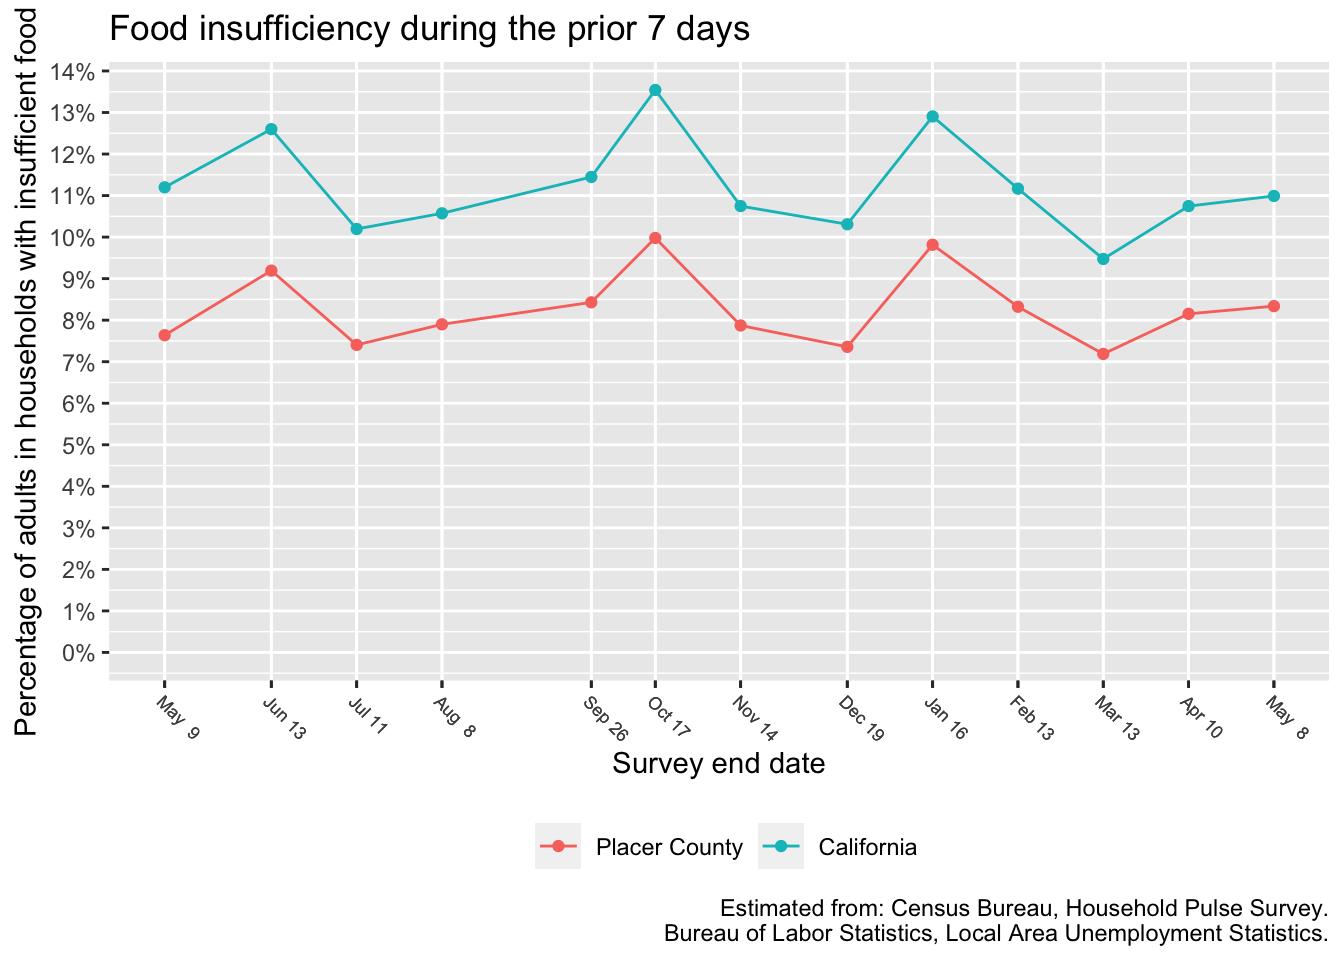 Food insufficiency during the prior 7 days
Percentage of adults in households with insufficient food
14%
13%
12%
11%
10%
9%
8%
7%
6%
5%
4%
3%
2%
1%
0%
May 9
Jun 13
Jul 11
Aug 8
Sep 26
Oct 17
Nov 14
Dec 19
Jan 16
Feb 13
Mar 13
Apr 10
May 8
Survey end date
Placer County
California
Estimated from: Census Bureau, Household Pulse Survey.
Bureau of Labor Statistics, Local Area Unemployment Statistics.